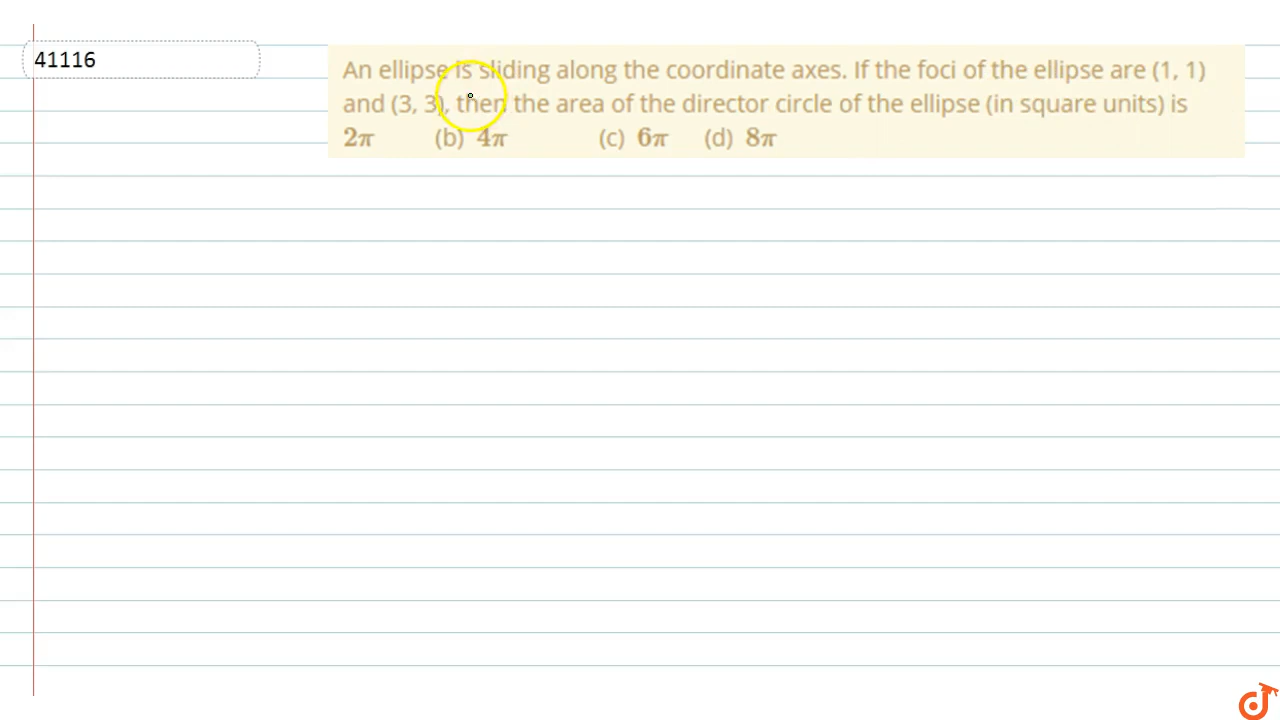 41116
An ellipse is sliding along the coordinate axes. If the foci of the ellipse are (1, 1)
and (3, 3), then the area of the director circle of the ellipse (in square units) is
2π (b) 4π (c) 6π (d) 8π